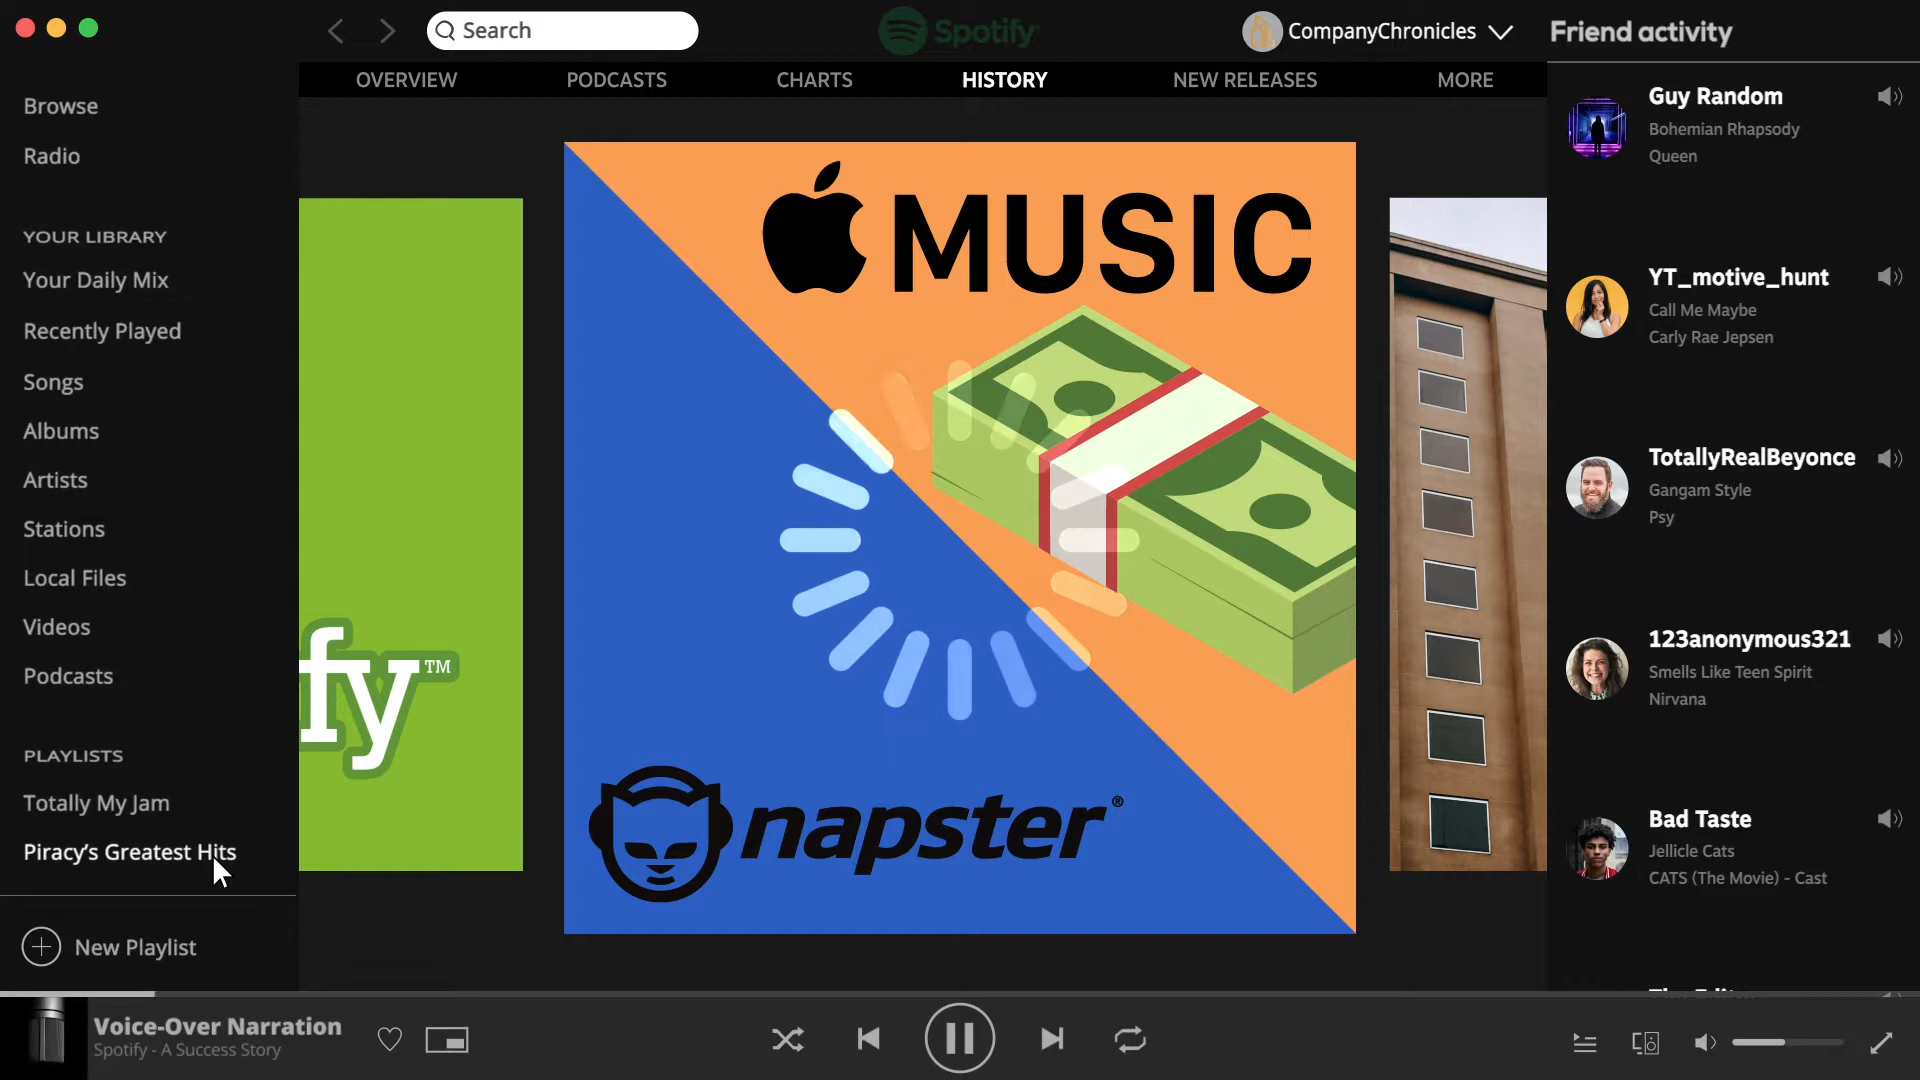 Search
Spotify
CompanyChronicles
Friend activity
OVERVIEW
PODCASTS
CHARTS
HISTORY
NEW RELEASES
MORE
Browse
Radio
YOUR LIBRARY
Your Daily Mix
Recently Played
Songs
Albums
Artists
Stations
Local Files
Videos
Podcasts
PLAYLISTS
Totally My Jam
Piracy's Greatest Hits
New Playlist
fy™
MUSIC
napster®
Guy Random
Bohemian Rhapsody
Queen
YT_motive_hunt
Call Me Maybe
Carly Rae Jepsen
TotallyRealBeyonce
Gangam Style
Psy
123anonymous321
Smells Like Teen Spirit
Nirvana
Bad Taste
Jellicle Cats
CATS (The Movie) - Cast
Voice-Over Narration
Spotify - A Success Story